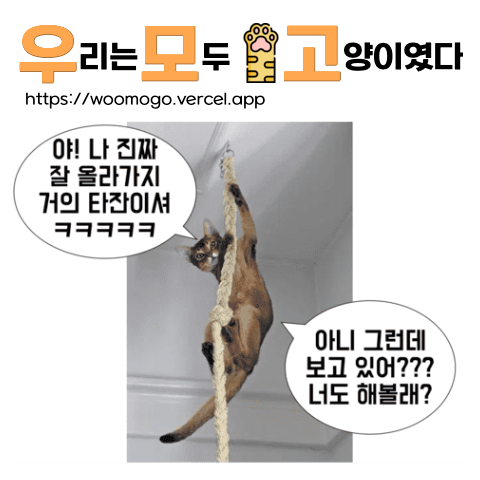 우리는 모두 고양이였다
https://woomogo.vercel.app
야! 나 진짜
잘 올라가지
거의 타잔이셔
ㅋㅋㅋㅋㅋ
아니 그런데
보고 있어???
너도 해볼래?